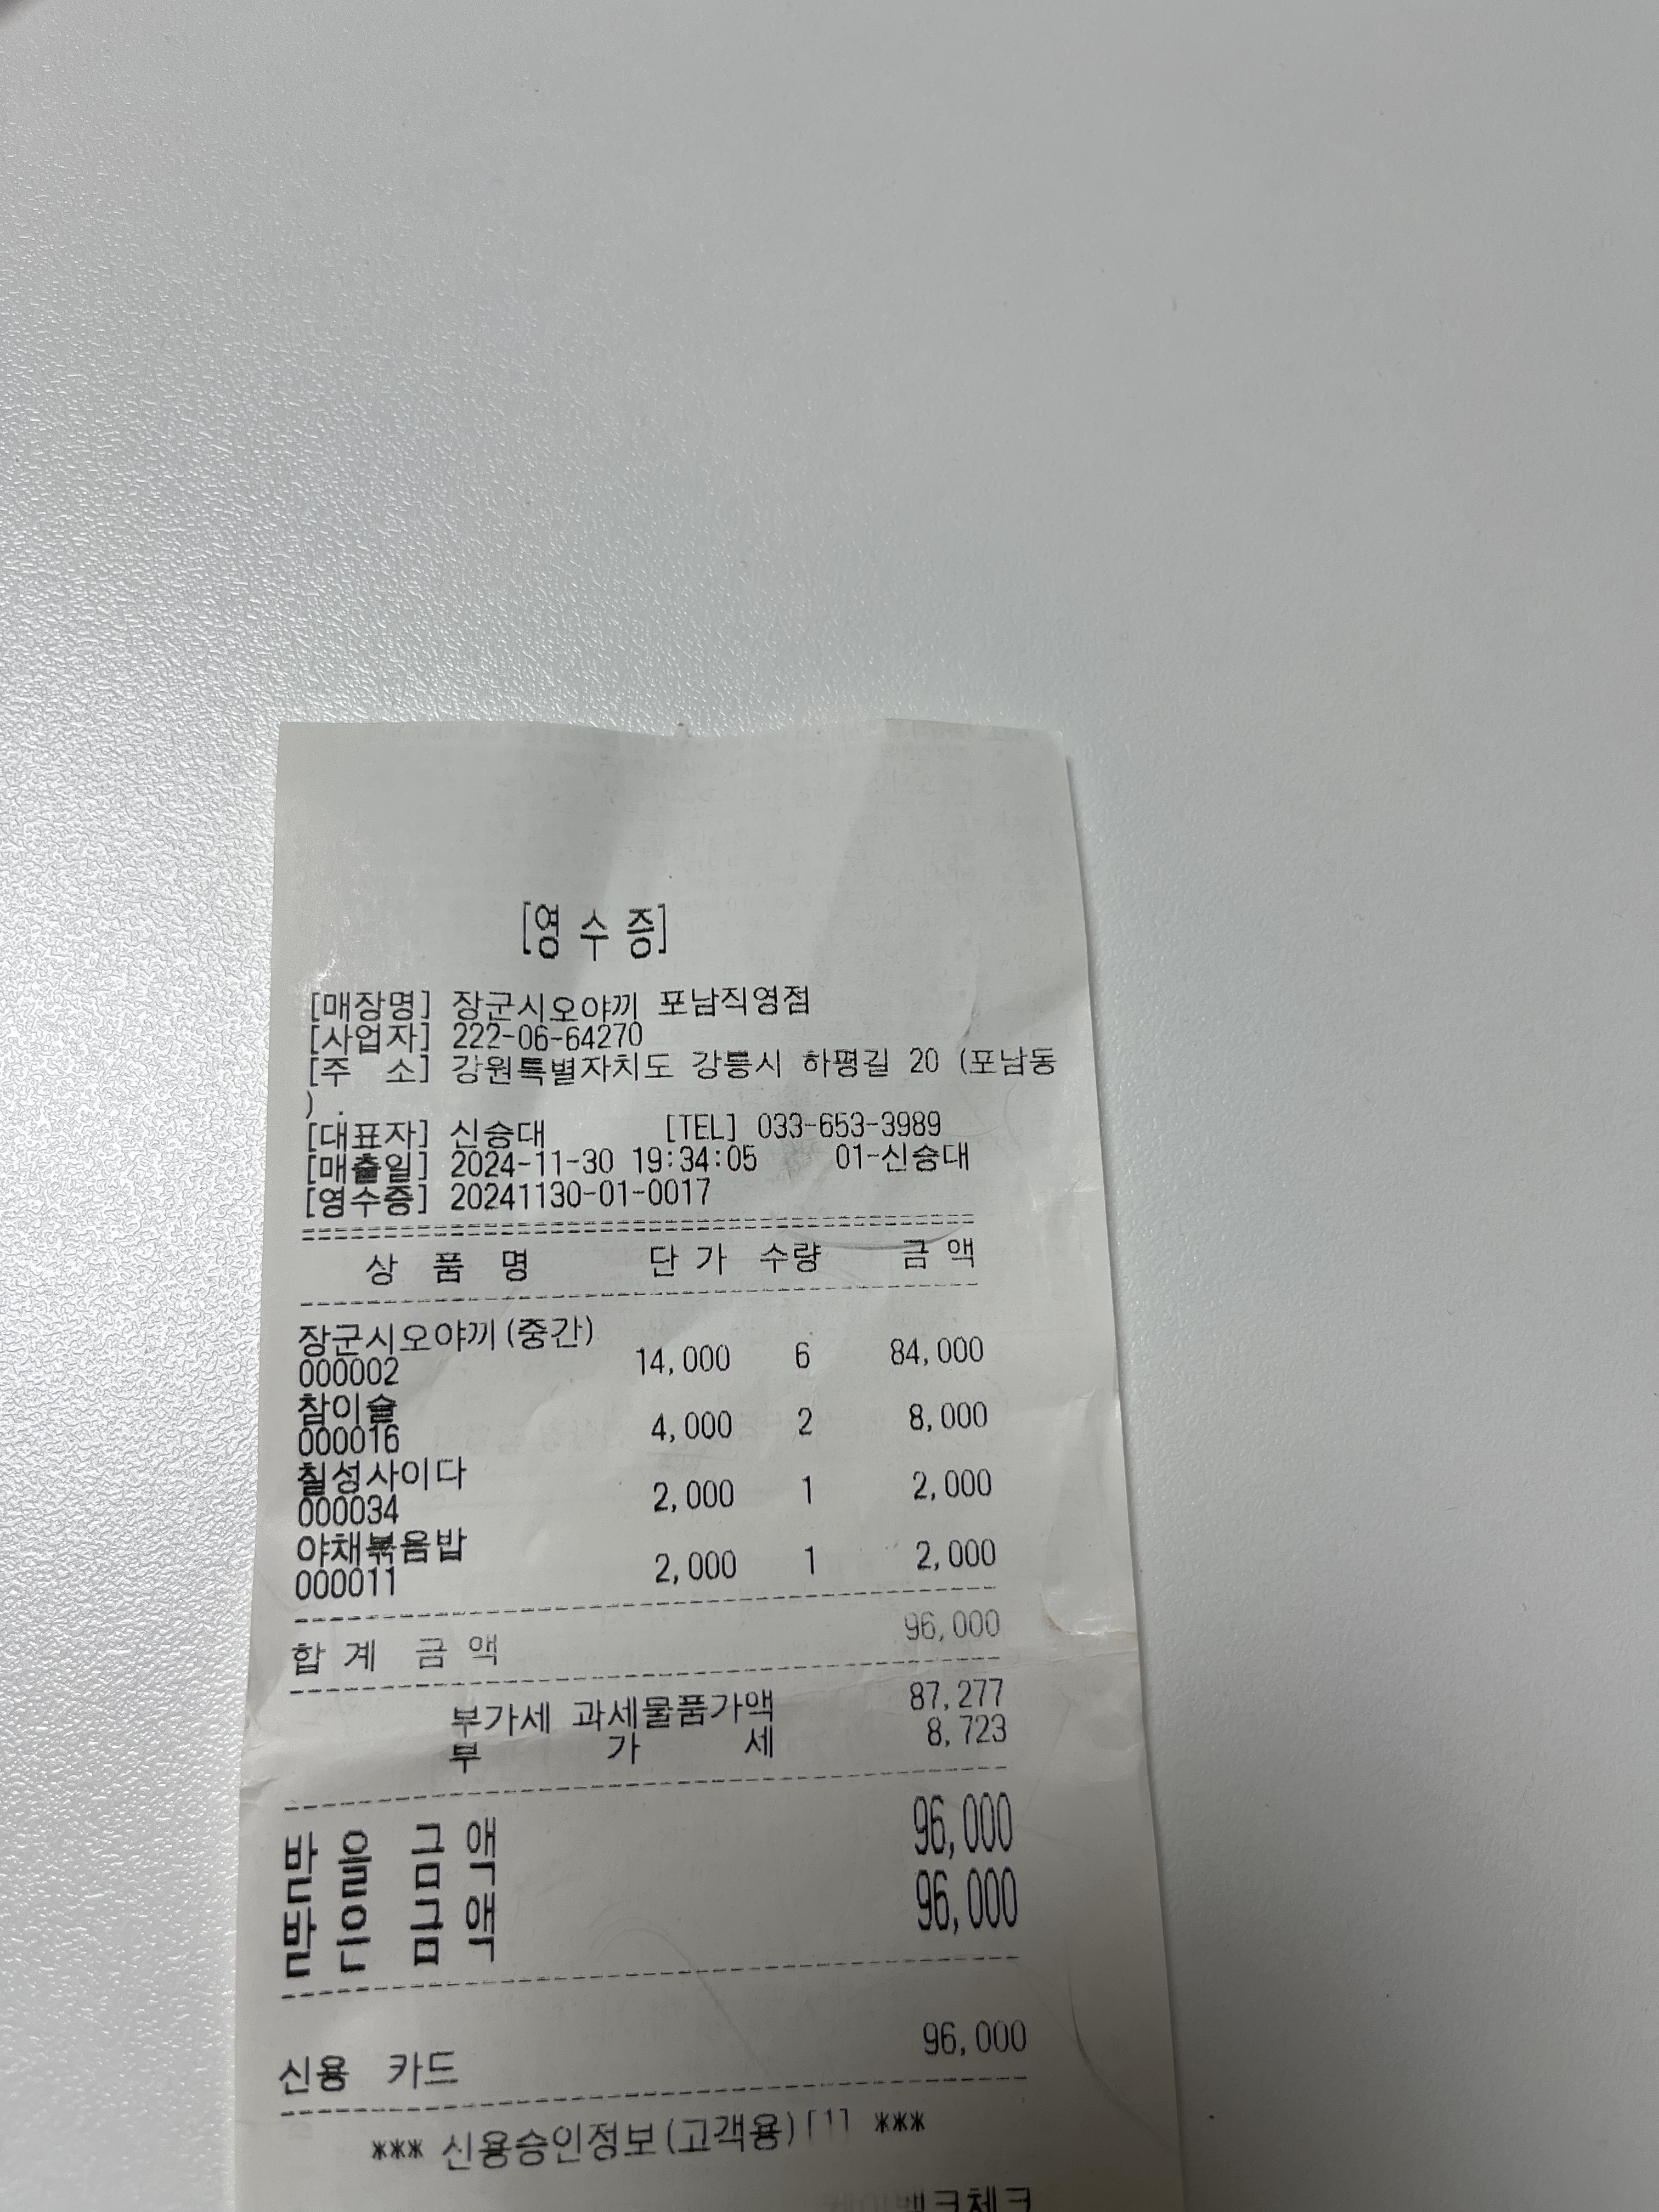 [영 수 증]
[매장명] 장군시오야끼 포남직영점
[사업자] 222-06-64270
[주 소] 강원특별자치도 강릉시 하평길 20 (포남동
) .
[대표자] 신승대 [TEL] 033-653-3989
[매출일] 2024-11-30 19:34:05 01-신승대
[영수증] 20241130-01-0017
상 품 명 단 가 수량 금 액
장군시오야끼(중간)
000002 14,000 6 84,000
참이슬
000016 4,000 2 8,000
칠성사이다
000034 2,000 1 2,000
야채볶음밥
000011 2,000 1 2,000
합 계 금 액 96,000
부가세 과세물품가액 87,277
부 가 세 8,723
받 을 금 액 96,000
받 은 금 액 96,000
신용 카드 96,000
*** 신용승인정보(고객용)[1] ***